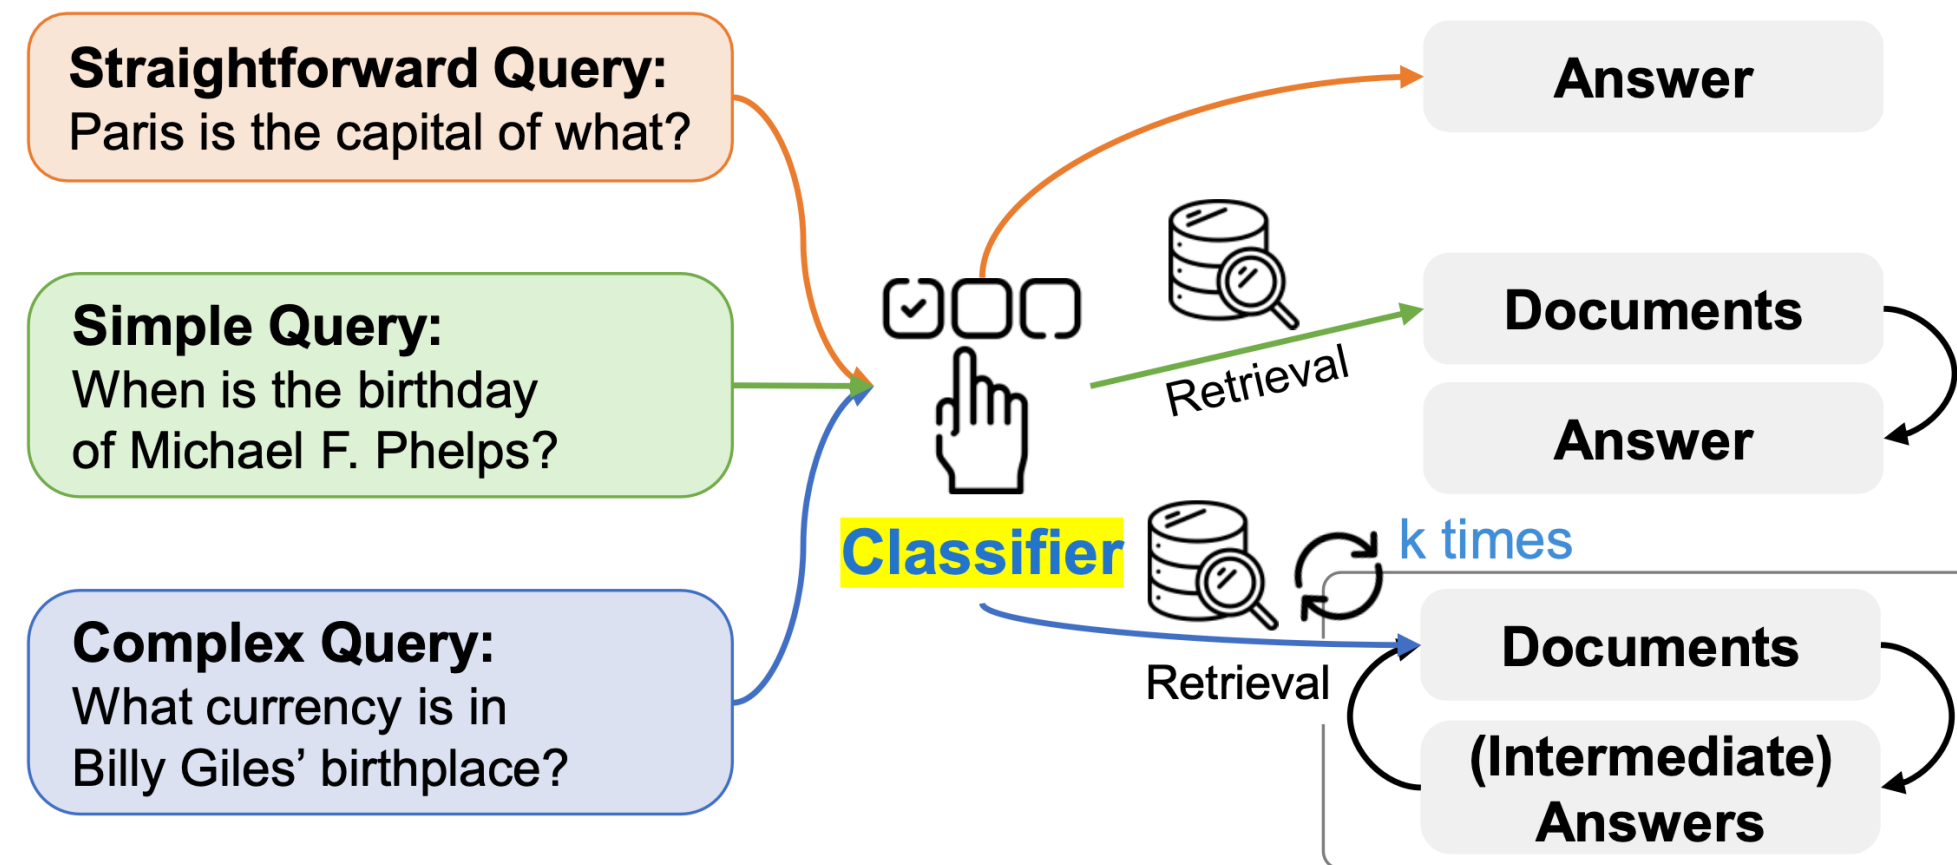 Straightforward Query:
Paris is the capital of what?
Simple Query:
When is the birthday
of Michael F. Phelps?
Complex Query:
What currency is in
Billy Giles’ birthplace?
Classifier
Answer
Retrieval
Documents
Answer
k times
Retrieval
Documents
(Intermediate)
Answers